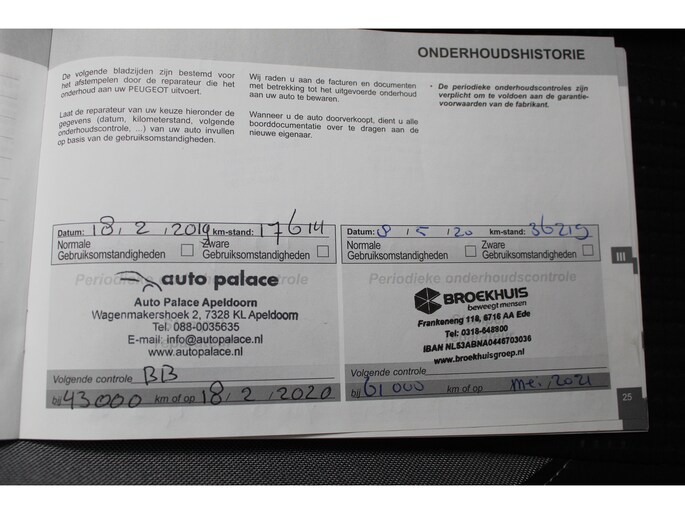 ONDERHOUDSHISTORIE
De volgende bladzijden zijn bestemd voor
het afstempelen door de reparateur die het
onderhoud aan uw PEUGEOT uitvoert.
Laat de reparateur van uw keuze hieronder de
gegevens (datum, kilometerstand, volgende
onderhoudscontrole, ...) van uw auto invullen
op basis van de gebruiksomstandigheden.
Wij raden u aan de facturen en documenten
met betrekking tot het uitgevoerde onderhoud
aan uw auto te bewaren.
Wanneer u de auto doorverkoopt, dient u alle
boorddocumentatie over te dragen aan de
nieuwe eigenaar.
• De periodieke onderhoudscontroles zijn
verplicht om te voldoen aan de garantie-
voorwaarden van de fabrikant.
Datum: 18, 2, 2019 km-stand: 17614
Normale Zware
Gebruiksomstandigheden Gebruiksomstandigheden
Periodieke onderhoudscontrole
auto palace
Auto Palace Apeldoorn
Wagenmakershoek 2, 7328 KL Apeldoorn
Tel. 088-0035635
E-mail: info@autopalace.nl
www.autopalace.nl
Volgende controle BB
bij 43000 km of op 18, 2, 2020
Datum: 8, 5, 20 km-stand: 36219
Normale Zware
Gebruiksomstandigheden Gebruiksomstandigheden
Periodieke onderhoudscontrole
BROEKHUIS
beweegt mensen
Frankeneng 118, 6716 AA Ede
Tel: 0318-648900
IBAN NL53ABNA0446703036
www.broekhuisgroep.nl
Volgende controle
bij 61000 km of op mei, 2021
III
25